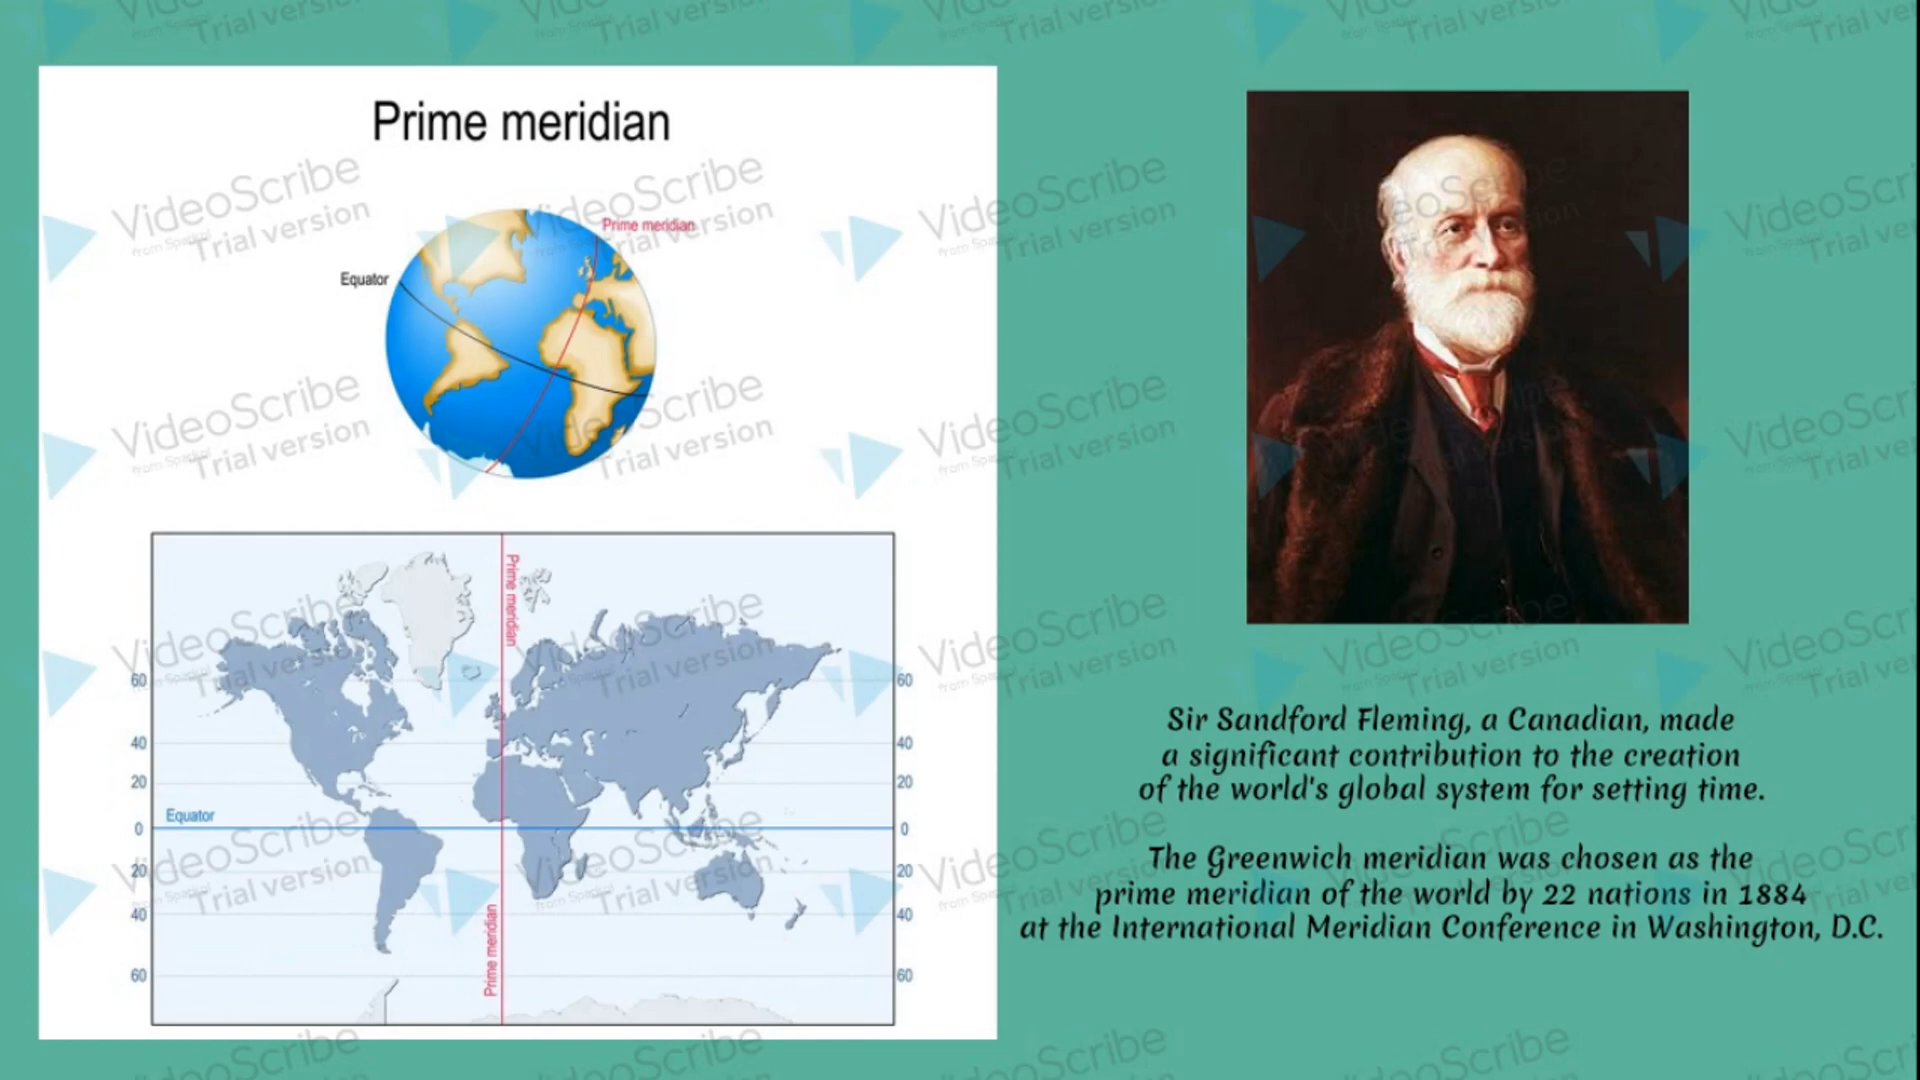 Prime meridian
Prime meridian
Equator
Prime meridian
60
60
40
40
20
20
Equator
0
0
20
20
40
40
Prime meridian
60
60
Sir Sandford Fleming, a Canadian, made
a significant contribution to the creation
of the world's global system for setting time.
The Greenwich meridian was chosen as the
prime meridian of the world by 22 nations in 1884
at the International Meridian Conference in Washington, D.C.
VideoScribe
Trial version